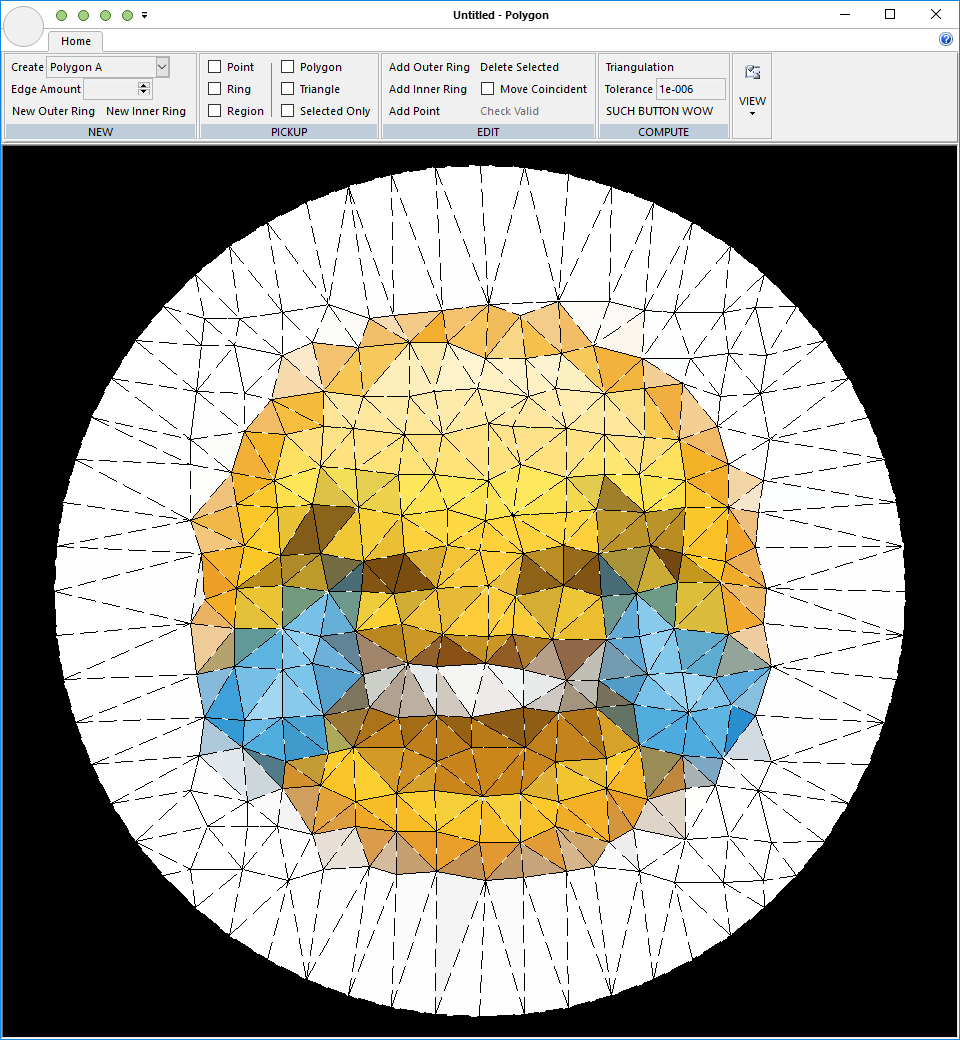 Untitled - Polygon
Home
Create Polygon A
Edge Amount
New Outer Ring New Inner Ring
NEW
Point Polygon
Ring Triangle
Region Selected Only
PICKUP
Add Outer Ring Delete Selected
Add Inner Ring Move Coincident
Add Point Check Valid
EDIT
Triangulation
Tolerance 1e-006
SUCH BUTTON WOW
COMPUTE
VIEW
?